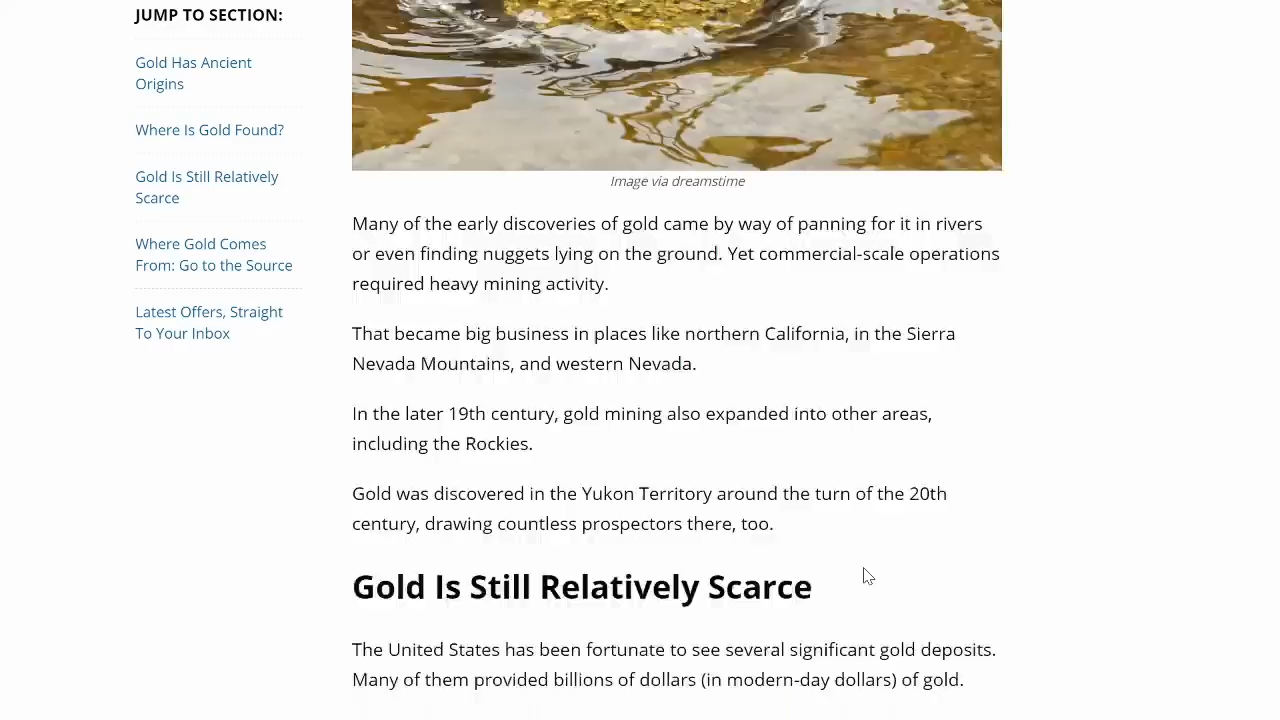 JUMP TO SECTION:
Gold Has Ancient
Origins
Where Is Gold Found?
Gold Is Still Relatively
Scarce
Where Gold Comes
From: Go to the Source
Latest Offers, Straight
To Your Inbox
Image via dreamstime
Many of the early discoveries of gold came by way of panning for it in rivers
or even finding nuggets lying on the ground. Yet commercial-scale operations
required heavy mining activity.
That became big business in places like northern California, in the Sierra
Nevada Mountains, and western Nevada.
In the later 19th century, gold mining also expanded into other areas,
including the Rockies.
Gold was discovered in the Yukon Territory around the turn of the 20th
century, drawing countless prospectors there, too.
Gold Is Still Relatively Scarce
The United States has been fortunate to see several significant gold deposits.
Many of them provided billions of dollars (in modern-day dollars) of gold.